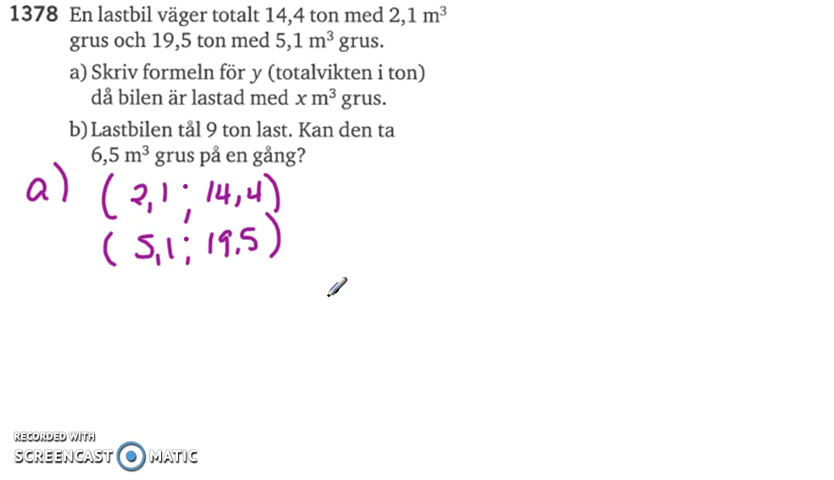 1378 En lastbil väger totalt 14,4 ton med 2,1 m³
grus och 19,5 ton med 5,1 m³ grus.
a) Skriv formeln för y (totalvikten i ton)
då bilen är lastad med x m³ grus.
b) Lastbilen tål 9 ton last. Kan den ta
6,5 m³ grus på en gång?
a) (2,1 ; 14,4)
(5,1 ; 19.5)
RECORDED WITH
SCREENCAST MATIC